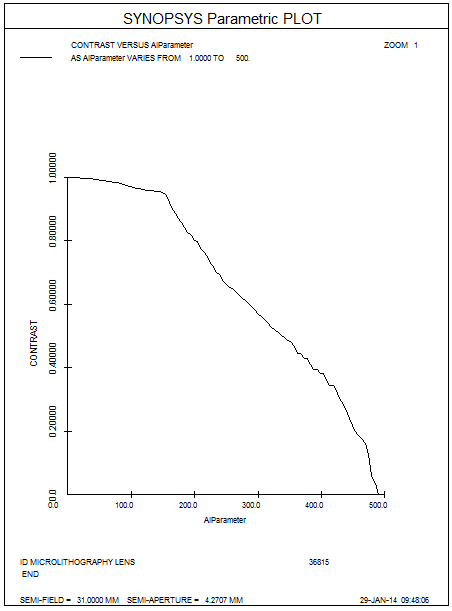 SYNOPSYS Parametric PLOT
CONTRAST VERSUS AIParameter ZOOM 1
AS AIParameter VARIES FROM 1.0000 TO 500.
1.00000
0.80000
0.60000
0.40000
0.20000
0.0
CONTRAST
0.0 100.0 200.0 300.0 400.0 500.0
AIParameter
ID MICROLITHOGRAPHY LENS 36815
END
SEMI-FIELD = 31.0000 MM SEMI-APERTURE = 4.2707 MM 29-JAN-14 09:48:06